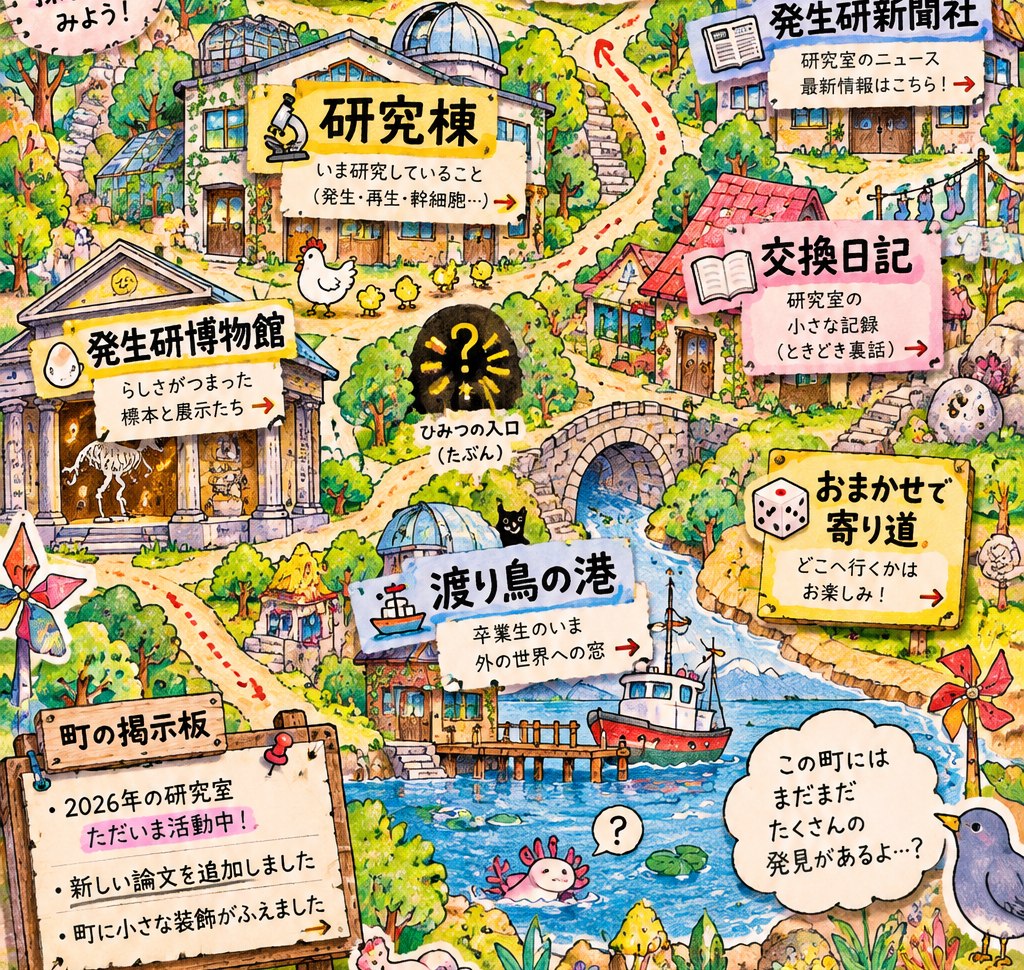 みよう!
発生研新聞社
研究室のニュース
最新情報はこちら!
研究棟
いま研究していること
(発生・再生・幹細胞…)
交換日記
研究室の
小さな記録
(ときどき裏話)
発生研博物館
らしさがつまった
標本と展示たち
?
ひみつの入口
(たぶん)
おまかせで
寄り道
どこへ行くかは
お楽しみ!
渡り鳥の港
卒業生のいま
外の世界への窓
町の掲示板
・2026年の研究室
ただいま活動中!
・新しい論文を追加しました
・町に小さな装飾がふえました
?
この町には
まだまだ
たくさんの
発見があるよ…?